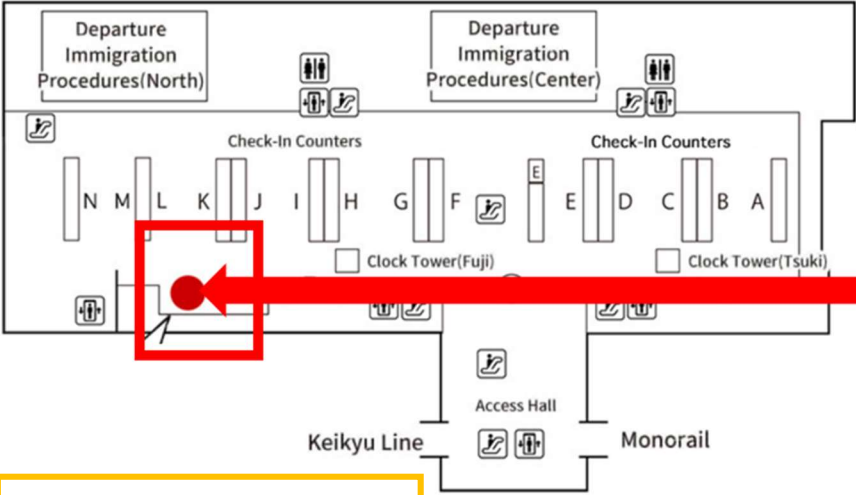 Departure
Immigration
Procedures(North)
Departure
Immigration
Procedures(Center)
Check-In Counters
Check-In Counters
E
N M L K J I H G F E D C B A
Clock Tower(Fuji)
Clock Tower(Tsuki)
Access Hall
Keikyu Line
Monorail